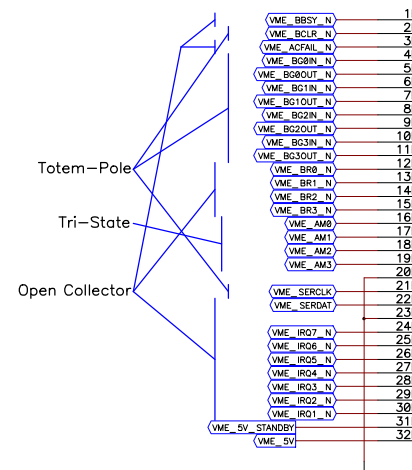 VME_BBSY_N 1
VME_BCLR_N 2
VME_ACFAIL_N 3
VME_BG0IN_N 4
VME_BG0OUT_N 5
VME_BG1IN_N 6
VME_BG1OUT_N 7
VME_BG2IN_N 8
VME_BG2OUT_N 9
VME_BG3IN_N 10
VME_BG3OUT_N 11
Totem-Pole VME_BR0_N 12
VME_BR1_N 13
VME_BR2_N 14
VME_BR3_N 15
Tri-State VME_AM0 16
VME_AM1 17
VME_AM2 18
VME_AM3 19
20
Open Collector VME_SERCLK 21
VME_SERDAT 22
23
VME_IRQ7_N 24
VME_IRQ6_N 25
VME_IRQ5_N 26
VME_IRQ4_N 27
VME_IRQ3_N 28
VME_IRQ2_N 29
VME_IRQ1_N 30
VME_5V_STANDBY 31
VME_5V 32